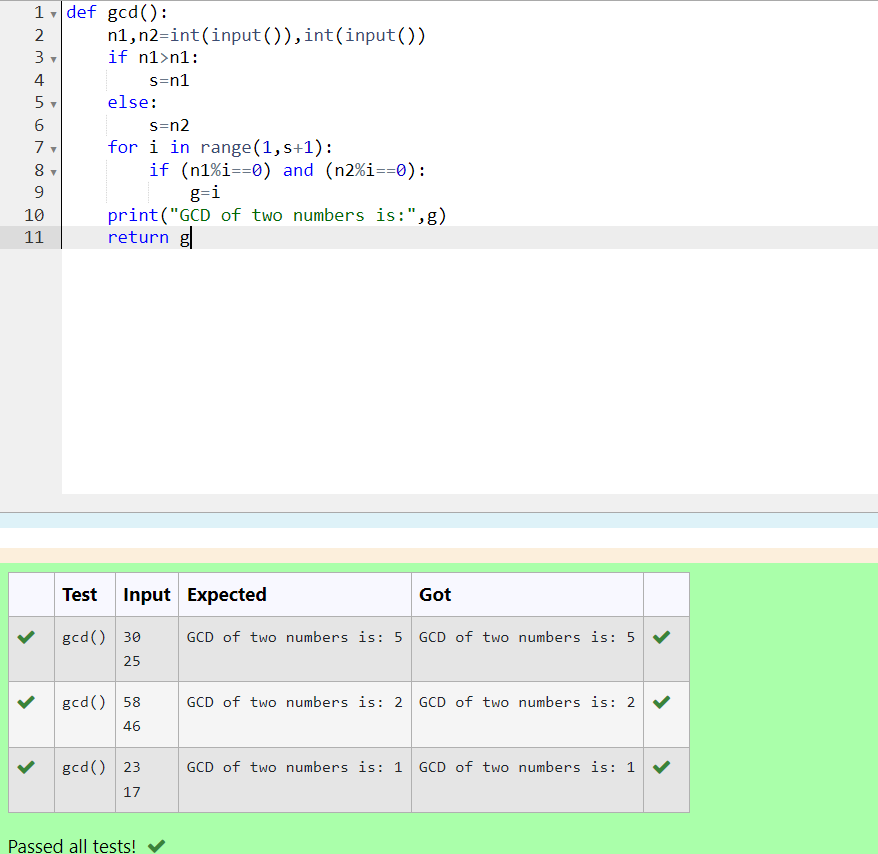 1 def gcd():
2     n1,n2=int(input()),int(input())
3     if n1>n1:
4         s=n1
5     else:
6         s=n2
7     for i in range(1,s+1):
8         if (n1%i==0) and (n2%i==0):
9             g=i
10     print("GCD of two numbers is:",g)
11     return g
Test Input Expected Got
gcd() 30 GCD of two numbers is: 5 GCD of two numbers is: 5
25
gcd() 58 GCD of two numbers is: 2 GCD of two numbers is: 2
46
gcd() 23 GCD of two numbers is: 1 GCD of two numbers is: 1
17
Passed all tests!